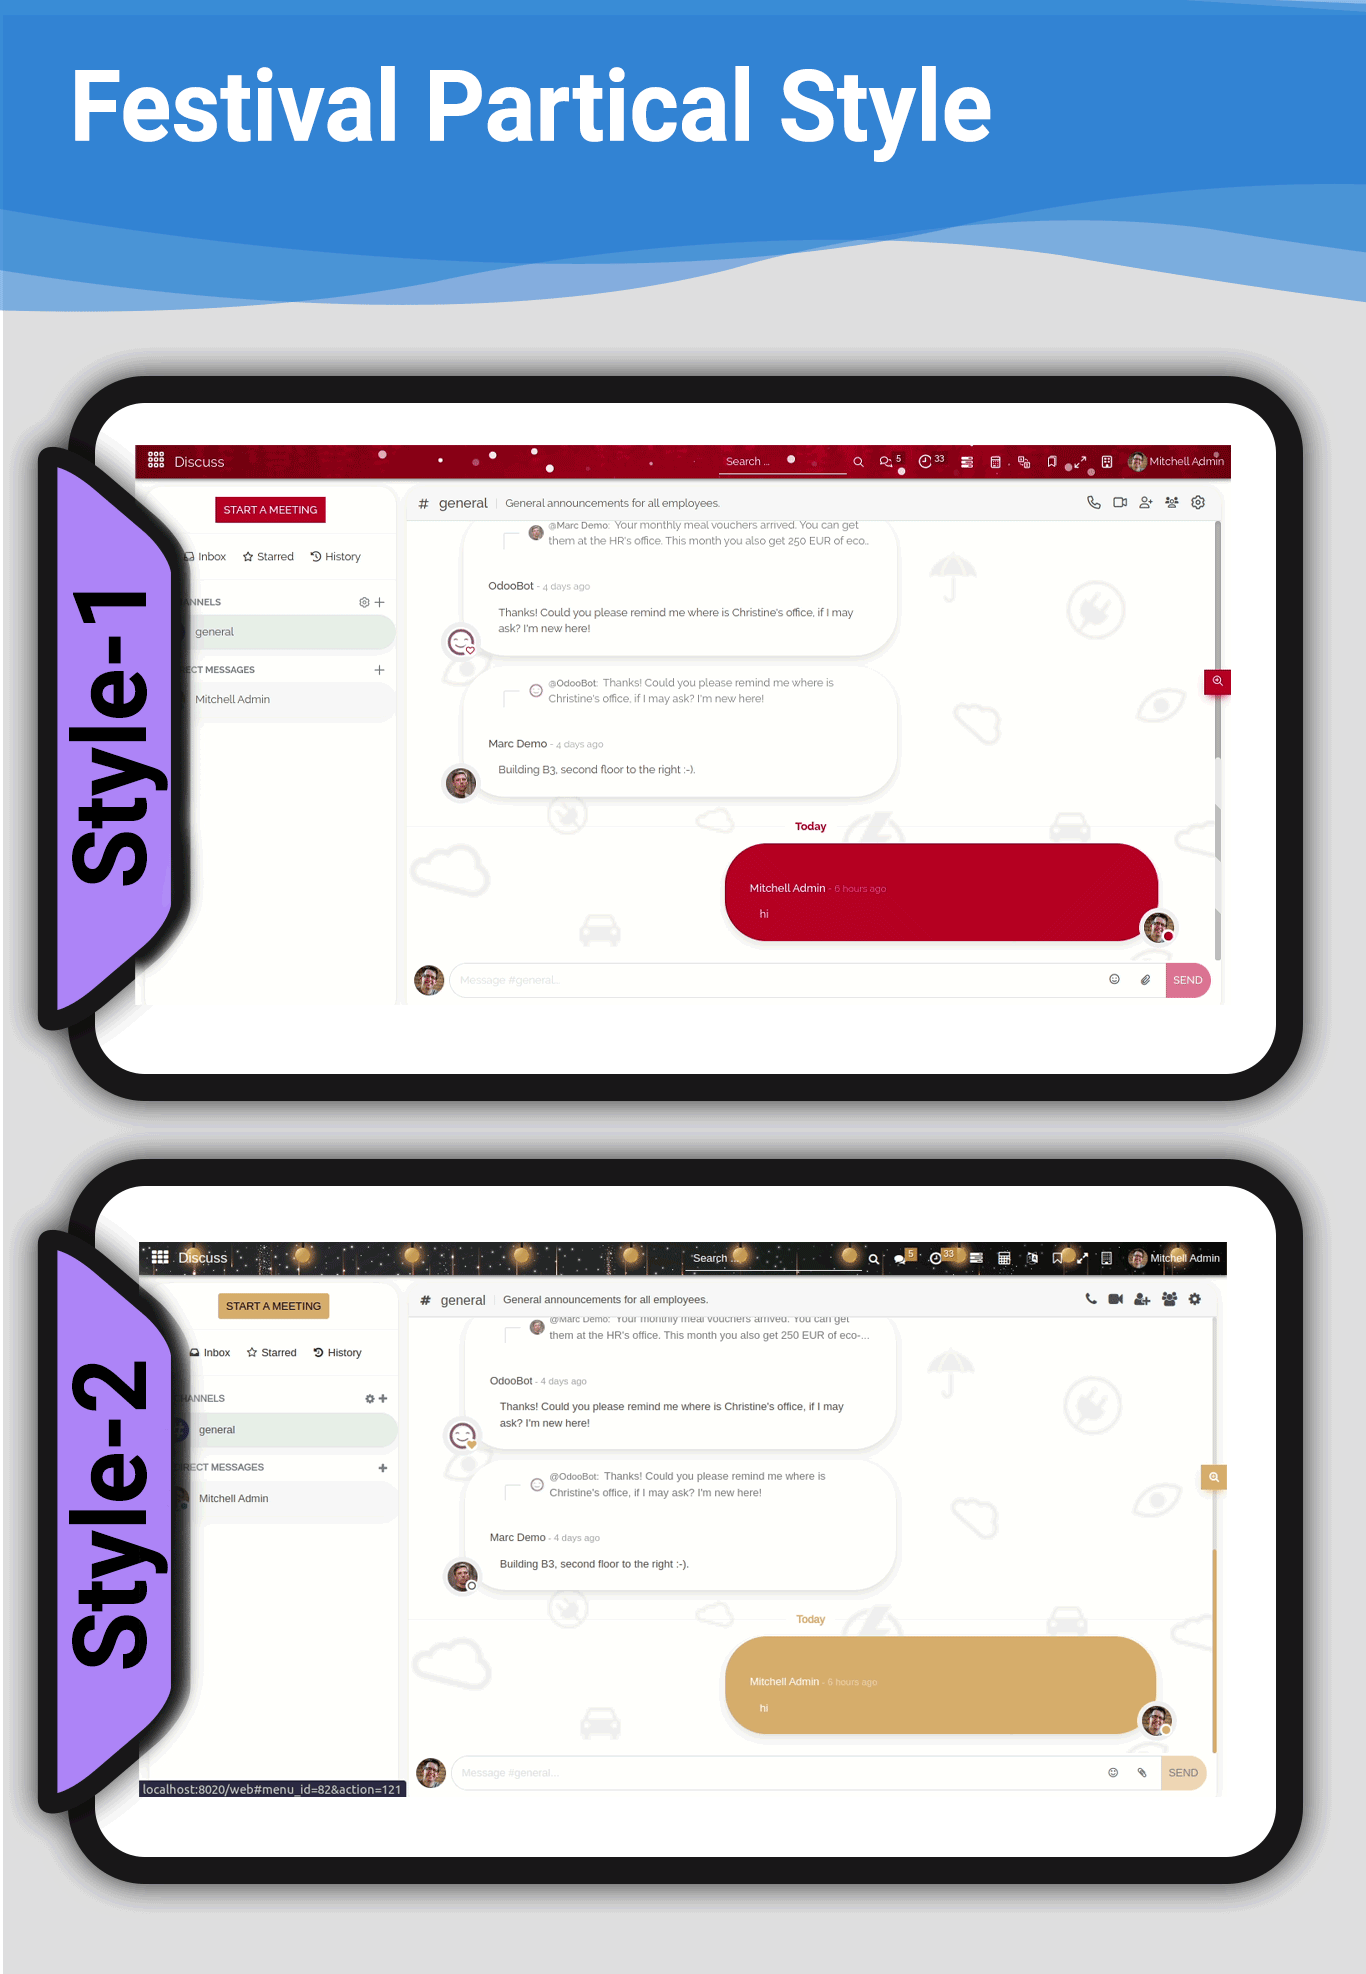 Festival Partical Style
Style-1
Discuss
Search ...
5
33
Mitchell Admin
START A MEETING
Inbox
Starred
History
ANNELS
general
ECT MESSAGES
Mitchell Admin
# general
General announcements for all employees.
@Marc Demo: Your monthly meal vouchers arrived. You can get
them at the HR's office. This month you also get 250 EUR of eco...
OdooBot - 4 days ago
Thanks! Could you please remind me where is Christine's office, if I may
ask? I'm new here!
@OdooBot: Thanks! Could you please remind me where is
Christine's office, if I may ask? I'm new here!
Marc Demo - 4 days ago
Building B3, second floor to the right :-).
Today
Mitchell Admin - 6 hours ago
hi
Message #general...
SEND
Style-2
Discuss
Search ...
5
33
Mitchell Admin
START A MEETING
Inbox
Starred
History
HANNELS
general
RECT MESSAGES
Mitchell Admin
# general
General announcements for all employees.
@Marc Demo: Your monthly meal vouchers arrived. You can get
them at the HR's office. This month you also get 250 EUR of eco-...
OdooBot - 4 days ago
Thanks! Could you please remind me where is Christine's office, if I may
ask? I'm new here!
@OdooBot: Thanks! Could you please remind me where is
Christine's office, if I may ask? I'm new here!
Marc Demo - 4 days ago
Building B3, second floor to the right :-).
Today
Mitchell Admin - 6 hours ago
hi
Message #general...
SEND
localhost:8020/web#menu_id=82&action=121